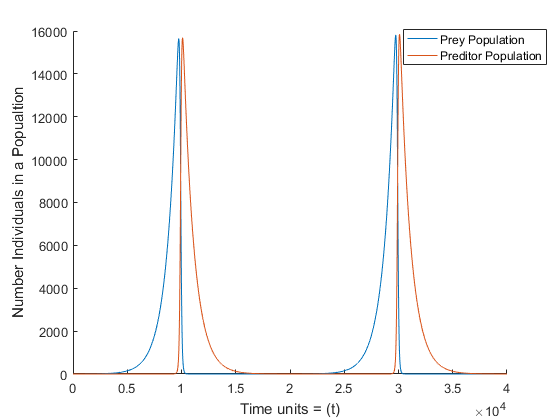 Prey Population
Preditor Population
16000
14000
12000
10000
8000
6000
4000
2000
0
Number Individuals in a Popualtion
0 0.5 1 1.5 2 2.5 3 3.5 4
×10^4
Time units = (t)